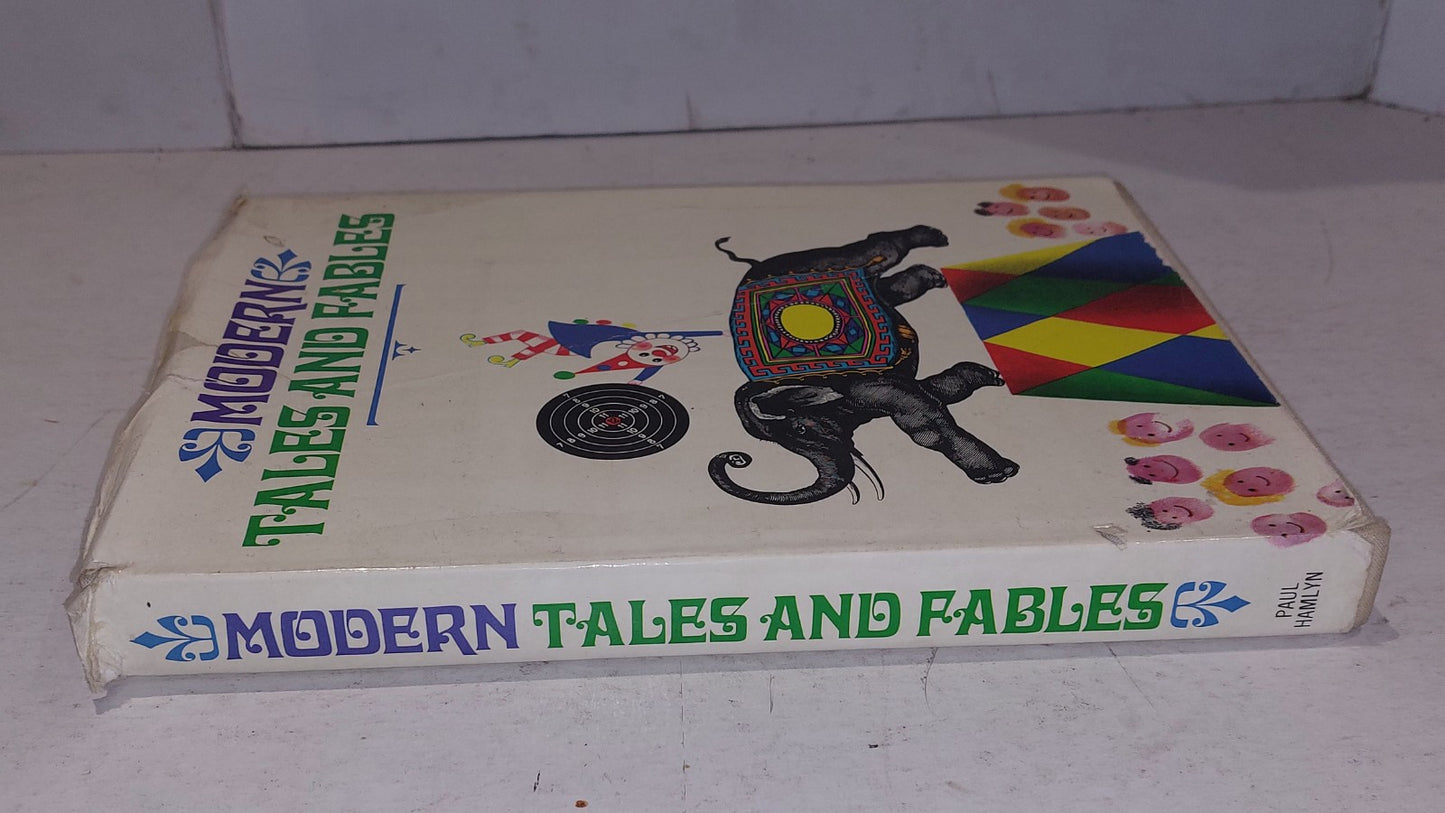 MODERN
TALES AND FABLES
MODERN TALES AND FABLES
PAUL
HAMLYN